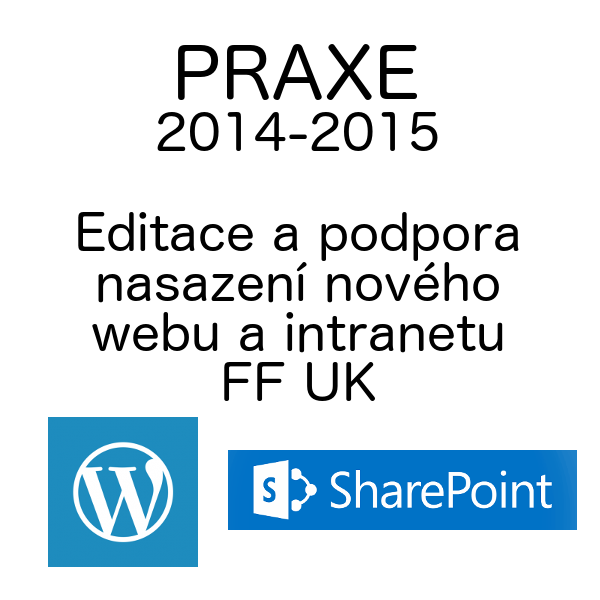 PRAXE
2014-2015
Editace a podpora
nasazení nového
webu a intranetu
FF UK
W
S SharePoint